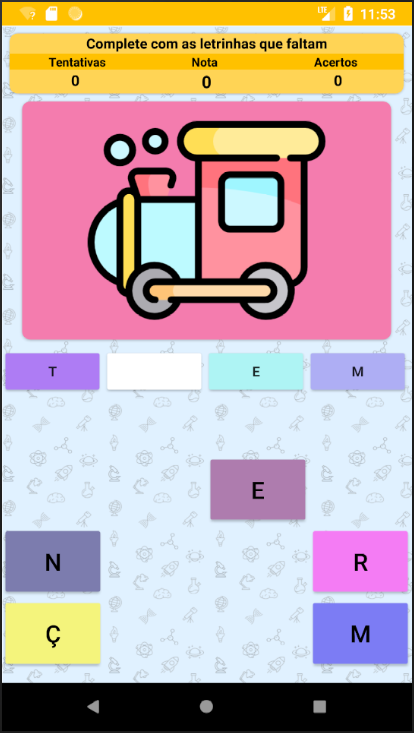 LTE 11:53
Complete com as letrinhas que faltam
Tentativas Nota Acertos
0 0 0
T E M
E
N R
Ç M